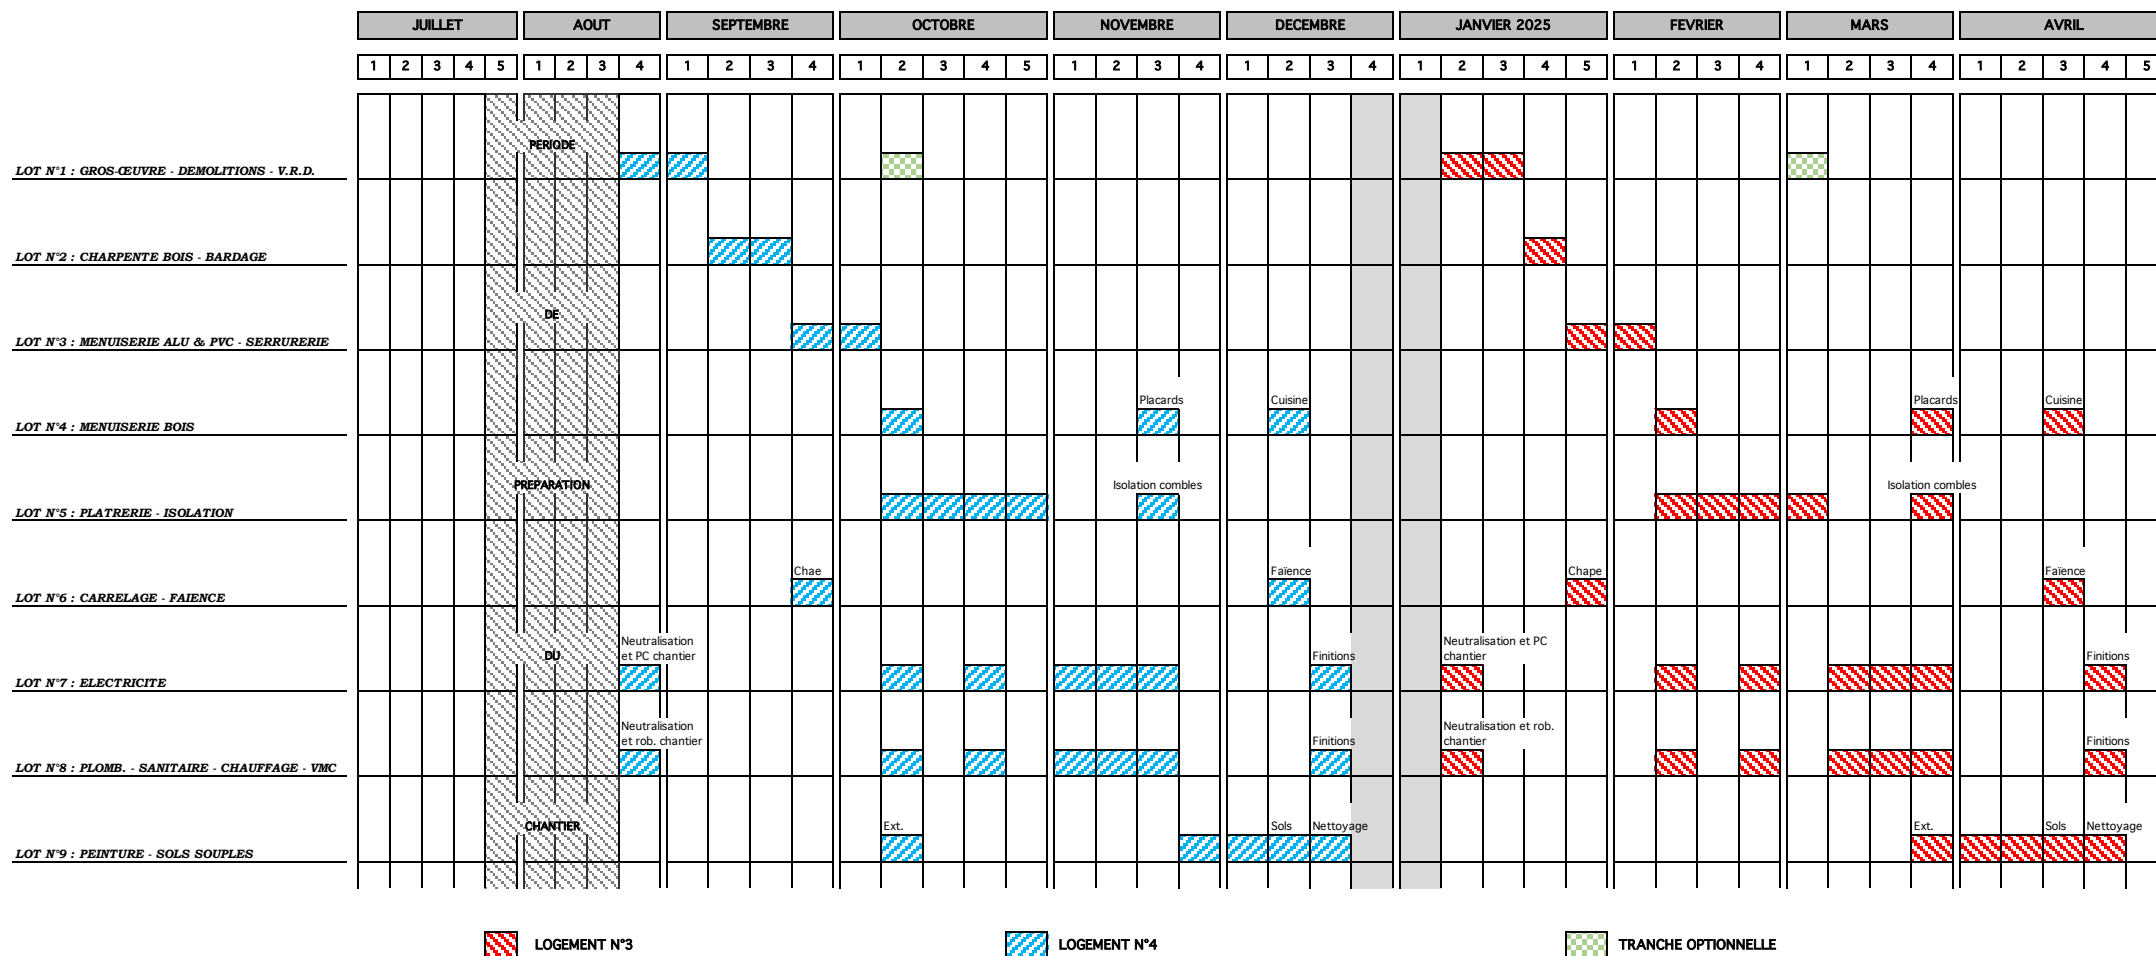 JUILLET AOUT SEPTEMBRE OCTOBRE NOVEMBRE DECEMBRE JANVIER 2025 FEVRIER MARS AVRIL
1 2 3 4 5 1 2 3 4 1 2 3 4 1 2 3 4 5 1 2 3 4 1 2 3 4 1 2 3 4 5 1 2 3 4 1 2 3 4 1 2 3 4 5
PERIODE
LOT N°1 : GROS-ŒUVRE - DEMOLITIONS - V.R.D.
LOT N°2 : CHARPENTE BOIS - BARDAGE
DE
LOT N°3 : MENUISERIE ALU & PVC - SERRURERIE
Placards Cuisine Placards Cuisine
LOT N°4 : MENUISERIE BOIS
PREPARATION Isolation combles Isolation combles
LOT N°5 : PLATRERIE - ISOLATION
Chae Faïence Chape Faïence
LOT N°6 : CARRELAGE - FAIENCE
Neutralisation Neutralisation et PC
DU et PC chantier Finitions chantier Finitions
LOT N°7 : ELECTRICITE
Neutralisation Neutralisation et rob.
et rob. chantier Finitions chantier Finitions
LOT N°8 : PLOMB. - SANITAIRE - CHAUFFAGE - VMC
CHANTIER Ext. Sols Nettoyage Ext. Sols Nettoyage
LOT N°9 : PEINTURE - SOLS SOUPLES
LOGEMENT N°3 LOGEMENT N°4 TRANCHE OPTIONNELLE